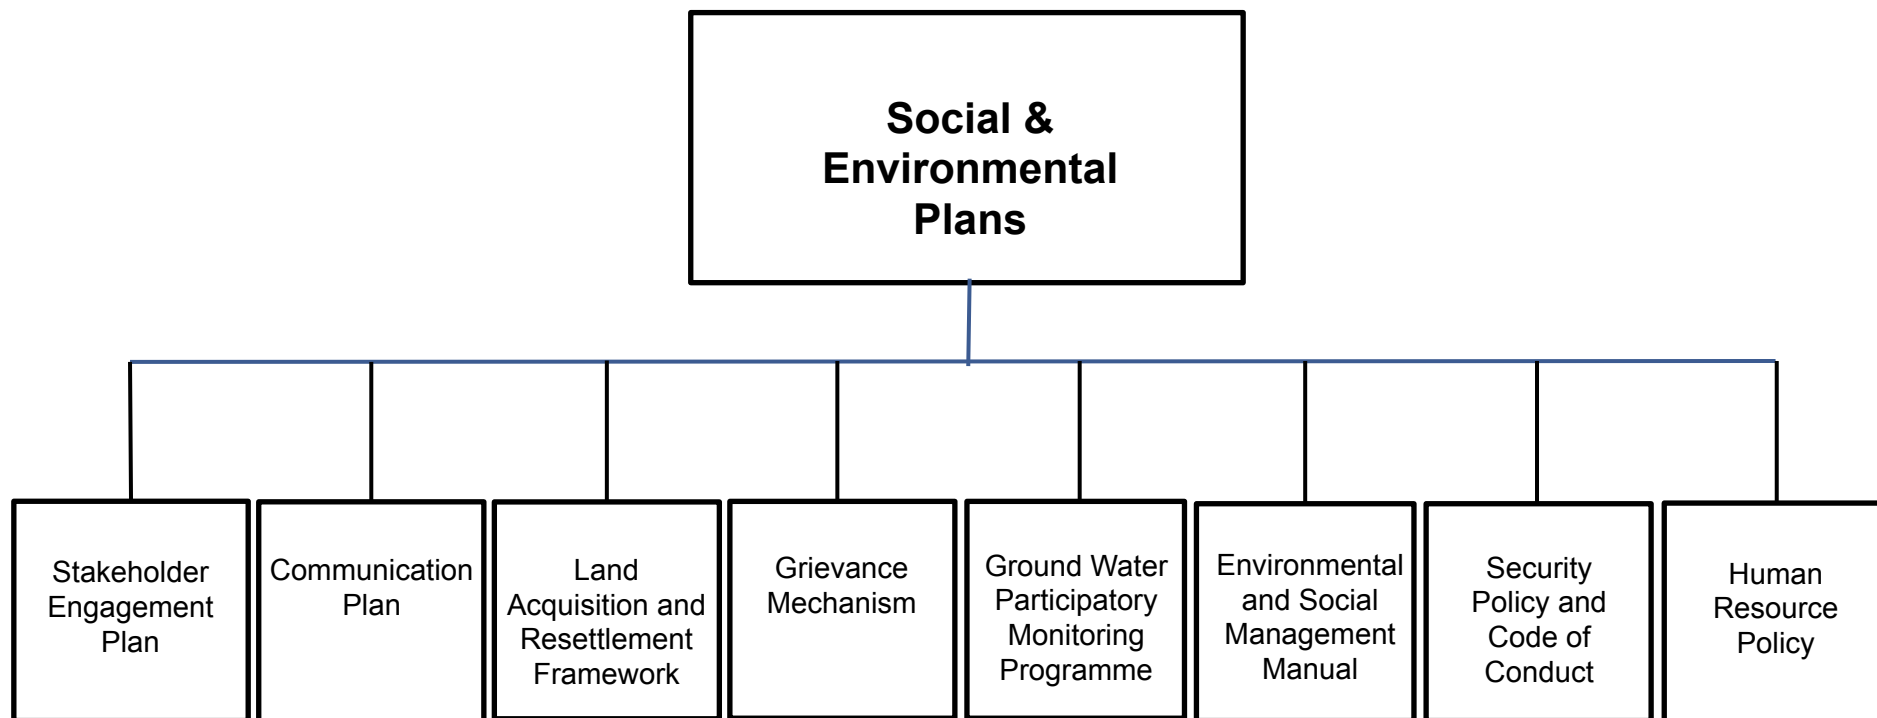 Social &
Environmental
Plans
Stakeholder
Engagement
Plan
Communication
Plan
Land
Acquisition and
Resettlement
Framework
Grievance
Mechanism
Ground Water
Participatory
Monitoring
Programme
Environmental
and Social
Management
Manual
Security
Policy and
Code of
Conduct
Human
Resource
Policy